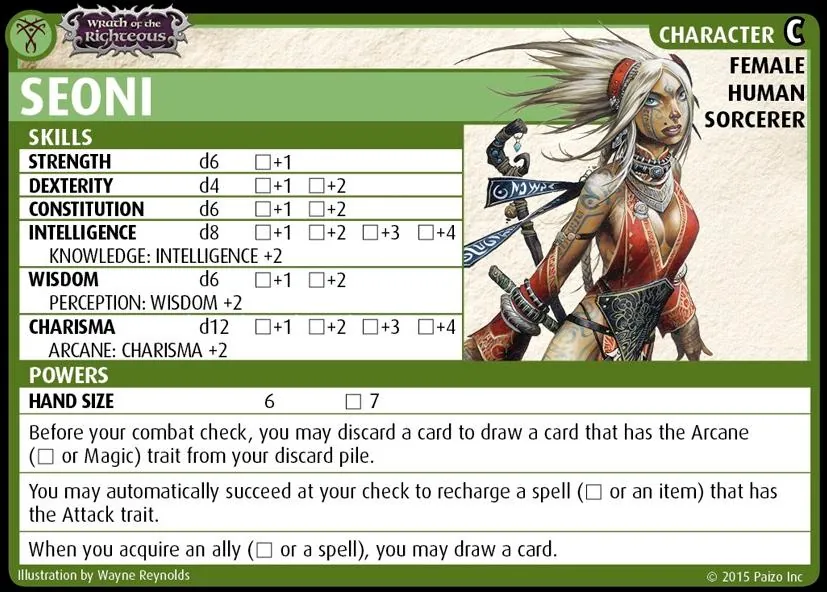 Wrath of the
Righteous
CHARACTER C
FEMALE
HUMAN
SORCERER
SEONI
SKILLS
STRENGTH d6 □+1
DEXTERITY d4 □+1 □+2
CONSTITUTION d6 □+1 □+2
INTELLIGENCE d8 □+1 □+2 □+3 □+4
KNOWLEDGE: INTELLIGENCE +2
WISDOM d6 □+1 □+2
PERCEPTION: WISDOM +2
CHARISMA d12 □+1 □+2 □+3 □+4
ARCANE: CHARISMA +2
POWERS
HAND SIZE 6 □ 7
Before your combat check, you may discard a card to draw a card that has the Arcane
(□ or Magic) trait from your discard pile.
You may automatically succeed at your check to recharge a spell (□ or an item) that has
the Attack trait.
When you acquire an ally (□ or a spell), you may draw a card.
Illustration by Wayne Reynolds
© 2015 Paizo Inc